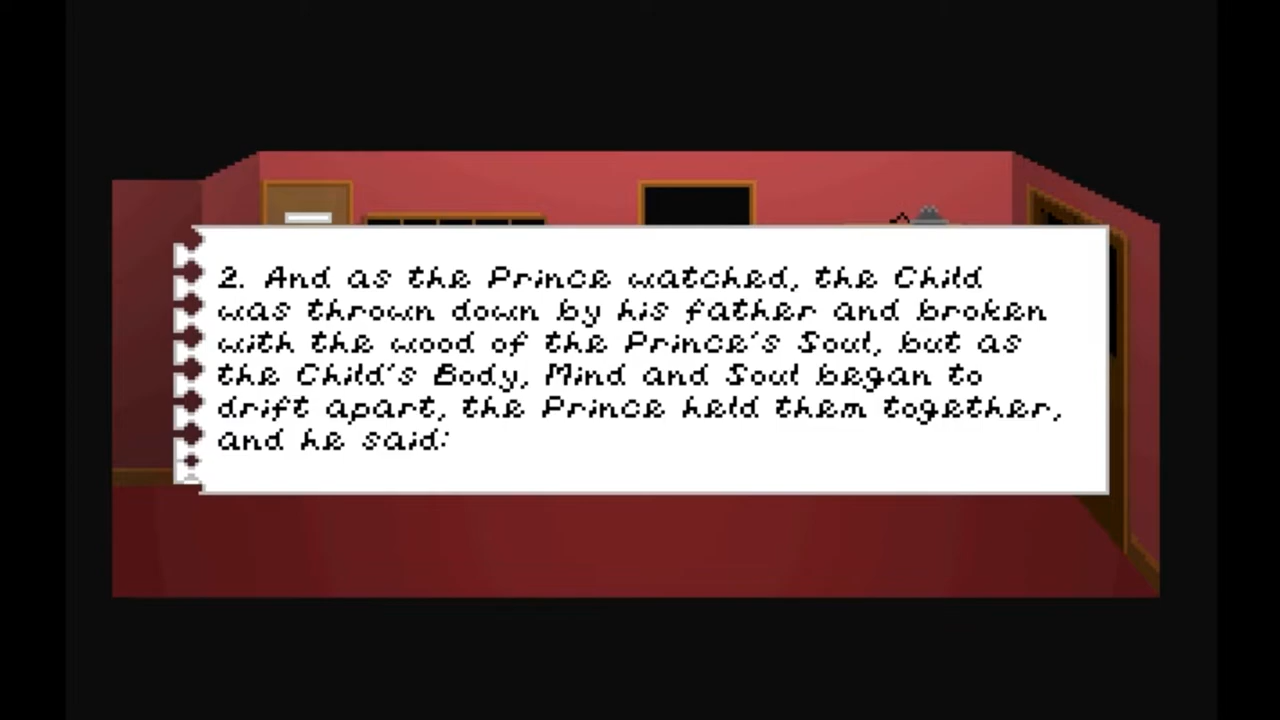 2. And as the Prince watched, the Child
was thrown down by his father and broken
with the wood of the Prince's Soul, but as
the Child's Body, Mind and Soul began to
drift apart, the Prince held them together,
and he said: